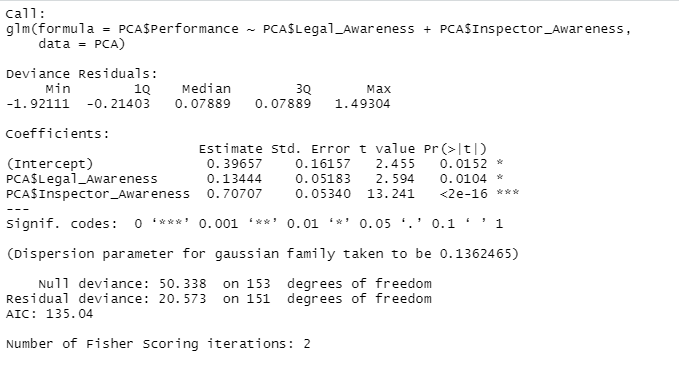 Call:
glm(formula = PCA$Performance ~ PCA$Legal_Awareness + PCA$Inspector_Awareness,
    data = PCA)
Deviance Residuals:
     Min       1Q   Median       3Q      Max
-1.92111  -0.21403   0.07889   0.07889   1.49304
Coefficients:
                        Estimate Std. Error t value Pr(>|t|)
(Intercept)              0.39657    0.16157   2.455   0.0152 *
PCA$Legal_Awareness      0.13444    0.05183   2.594   0.0104 *
PCA$Inspector_Awareness  0.70707    0.05340  13.241   <2e-16 ***
---
Signif. codes:  0 ‘***’ 0.001 ‘**’ 0.01 ‘*’ 0.05 ‘.’ 0.1 ‘ ’ 1
(Dispersion parameter for gaussian family taken to be 0.1362465)
    Null deviance: 50.338  on 153  degrees of freedom
Residual deviance: 20.573  on 151  degrees of freedom
AIC: 135.04
Number of Fisher Scoring iterations: 2